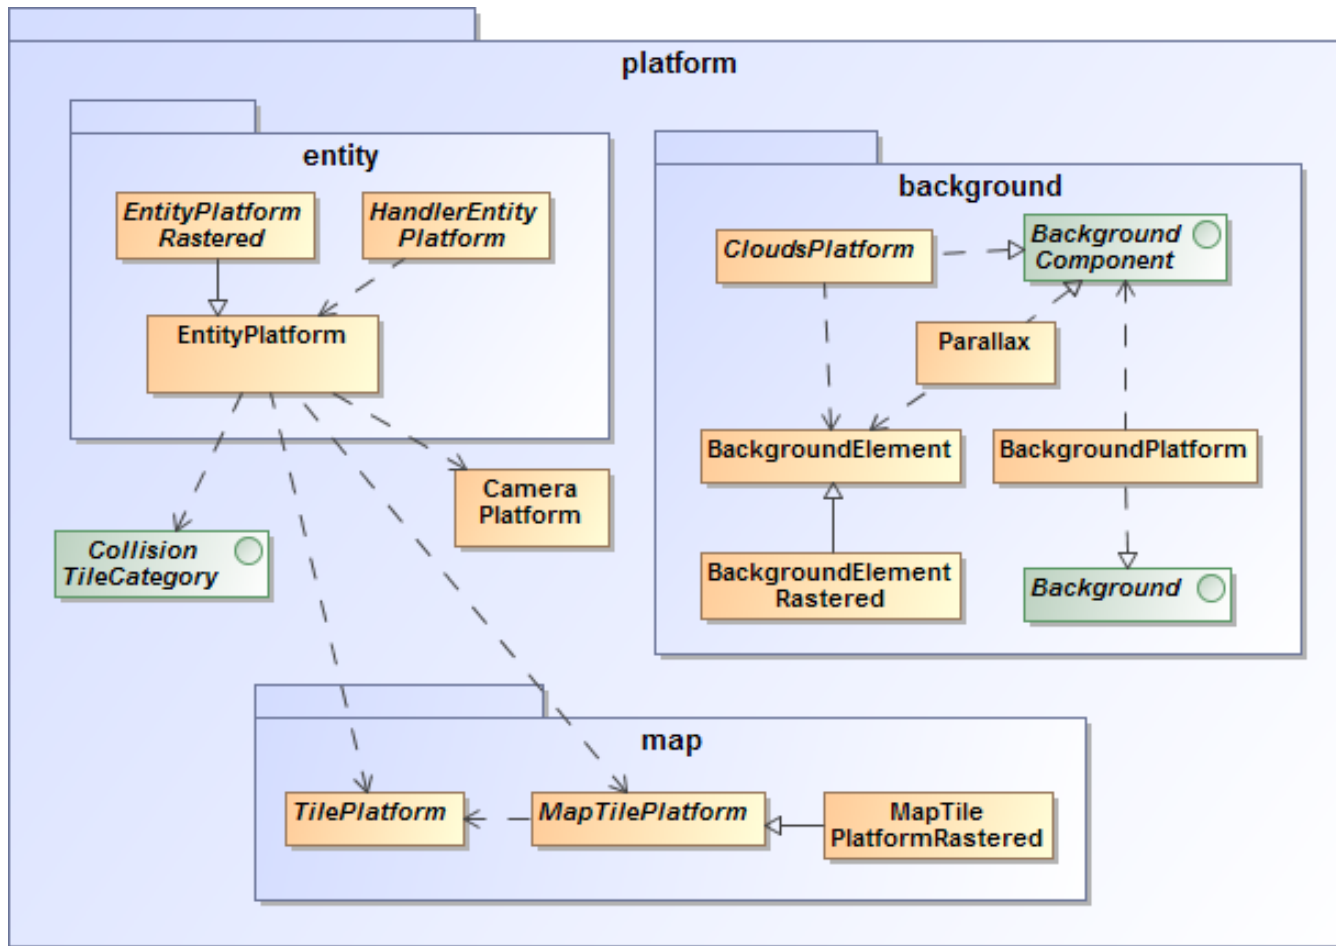 platform
entity
EntityPlatform
Rastered
HandlerEntity
Platform
EntityPlatform
Camera
Platform
Collision
TileCategory
background
CloudsPlatform
Background
Component
Parallax
BackgroundElement
BackgroundPlatform
BackgroundElement
Rastered
Background
map
TilePlatform
MapTilePlatform
MapTile
PlatformRastered